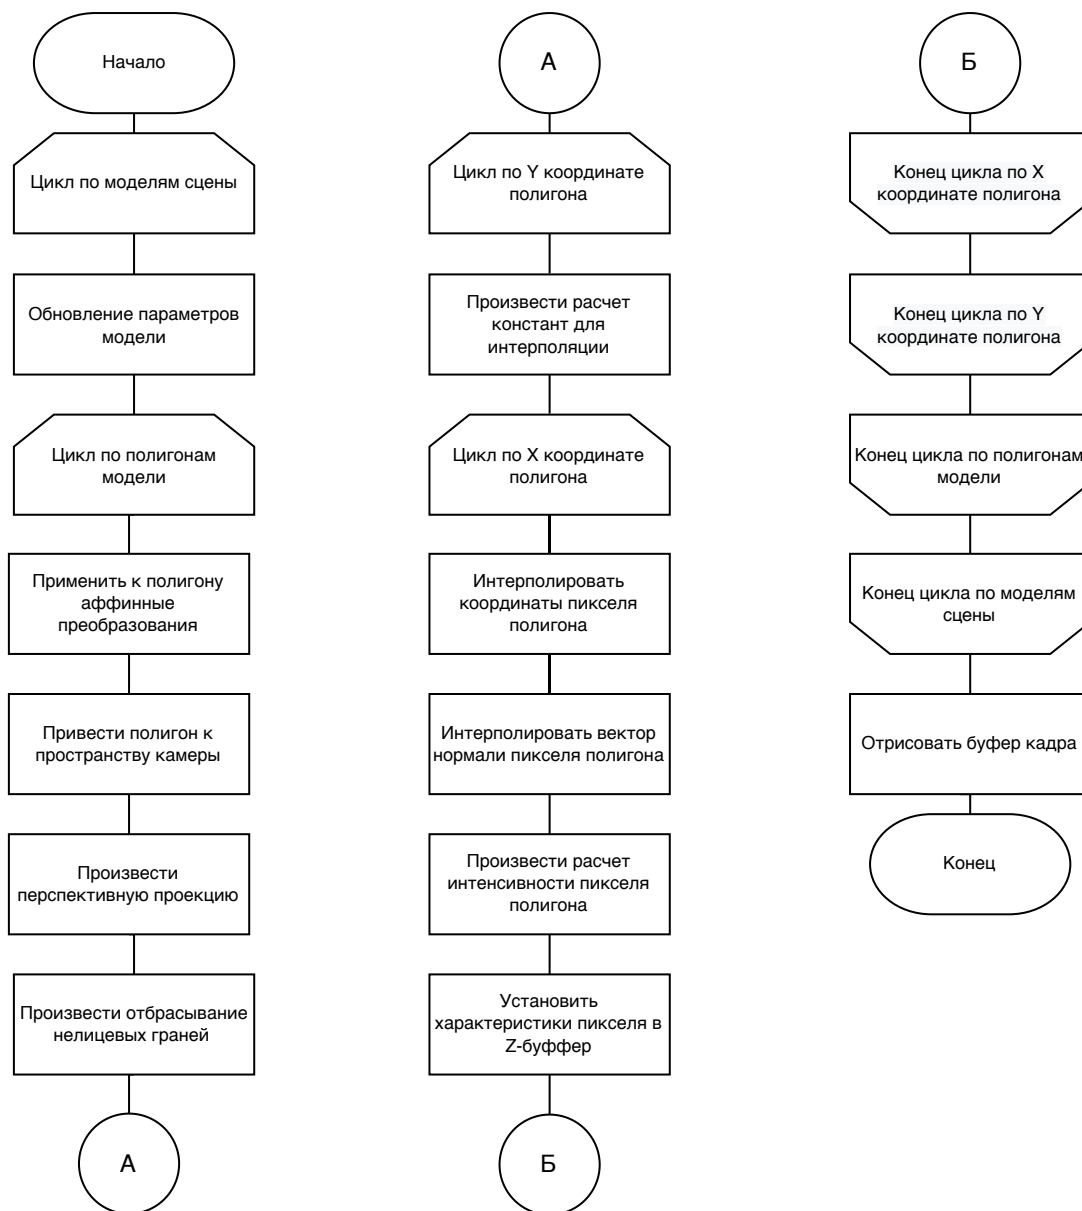 Начало
Цикл по моделям сцены
Обновление параметров
модели
Цикл по полигонам
модели
Применить к полигону
аффинные
преобразования
Привести полигон к
пространству камеры
Произвести
перспективную проекцию
Произвести отбрасывание
нелицевых граней
А
А
Цикл по Y координате
полигона
Произвести расчет
констант для
интерполяции
Цикл по X координате
полигона
Интерполировать
координаты пикселя
полигона
Интерполировать вектор
нормали пикселя полигона
Произвести расчет
интенсивности пикселя
полигона
Установить
характеристики пикселя в
Z-буффер
Б
Б
Конец цикла по X
координате полигона
Конец цикла по Y
координате полигона
Конец цикла по полигонам
модели
Конец цикла по моделям
сцены
Отрисовать буфер кадра
Конец